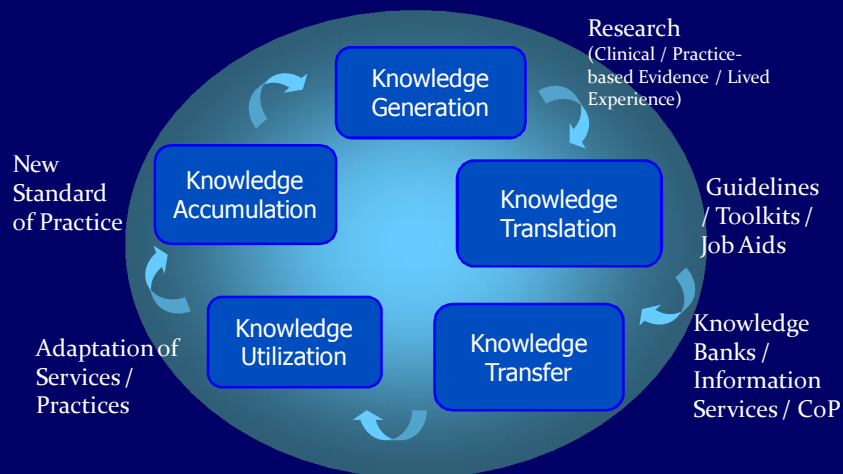 Research
(Clinical / Practice-
based Evidence / Lived
Experience)
Knowledge
Generation
New
Standard
of Practice
Knowledge
Accumulation
Knowledge
Translation
Guidelines
/ Toolkits /
Job Aids
Adaptation of
Services /
Practices
Knowledge
Utilization
Knowledge
Transfer
Knowledge
Banks /
Information
Services / CoP